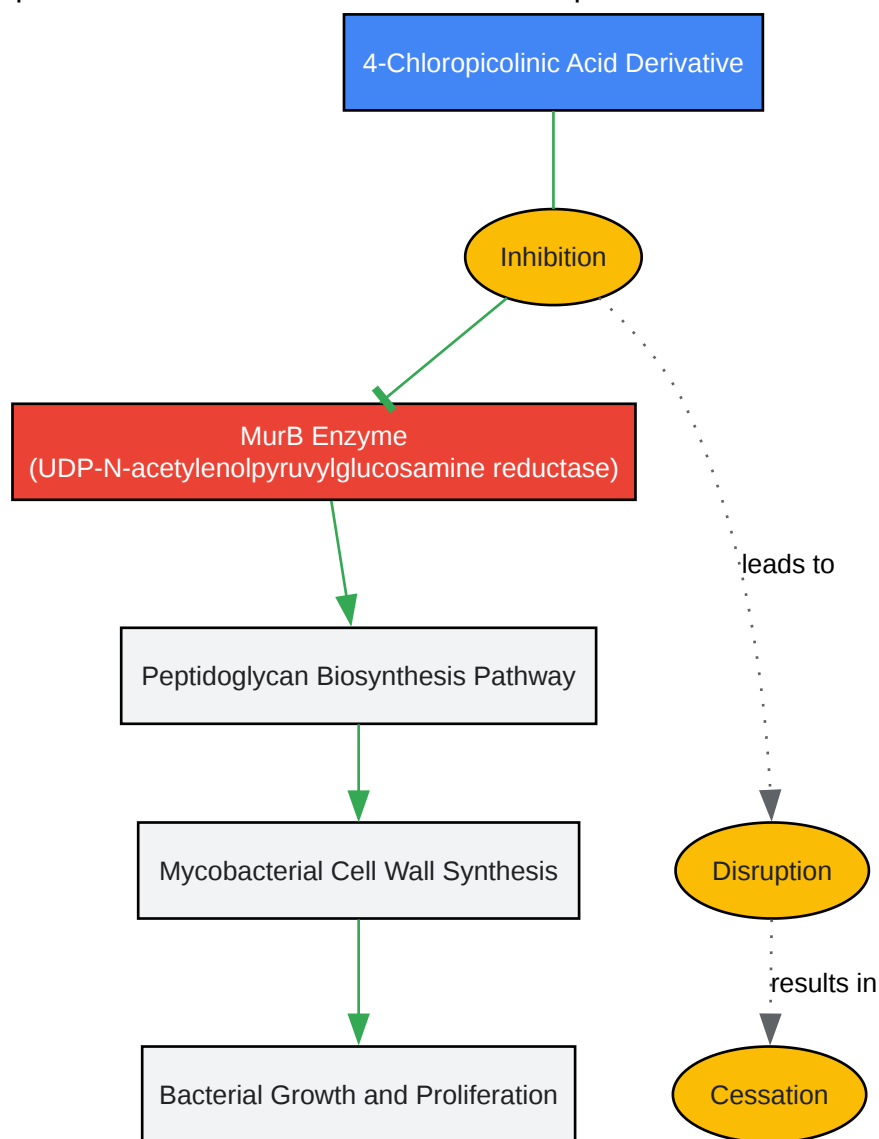 4-Chloropicolinic Acid Derivative
Inhibition
MurB Enzyme
(UDP-N-acetylenolpyruvylglucosamine reductase)
leads to
Peptidoglycan Biosynthesis Pathway
Mycobacterial Cell Wall Synthesis
Disruption
results in
Bacterial Growth and Proliferation
Cessation